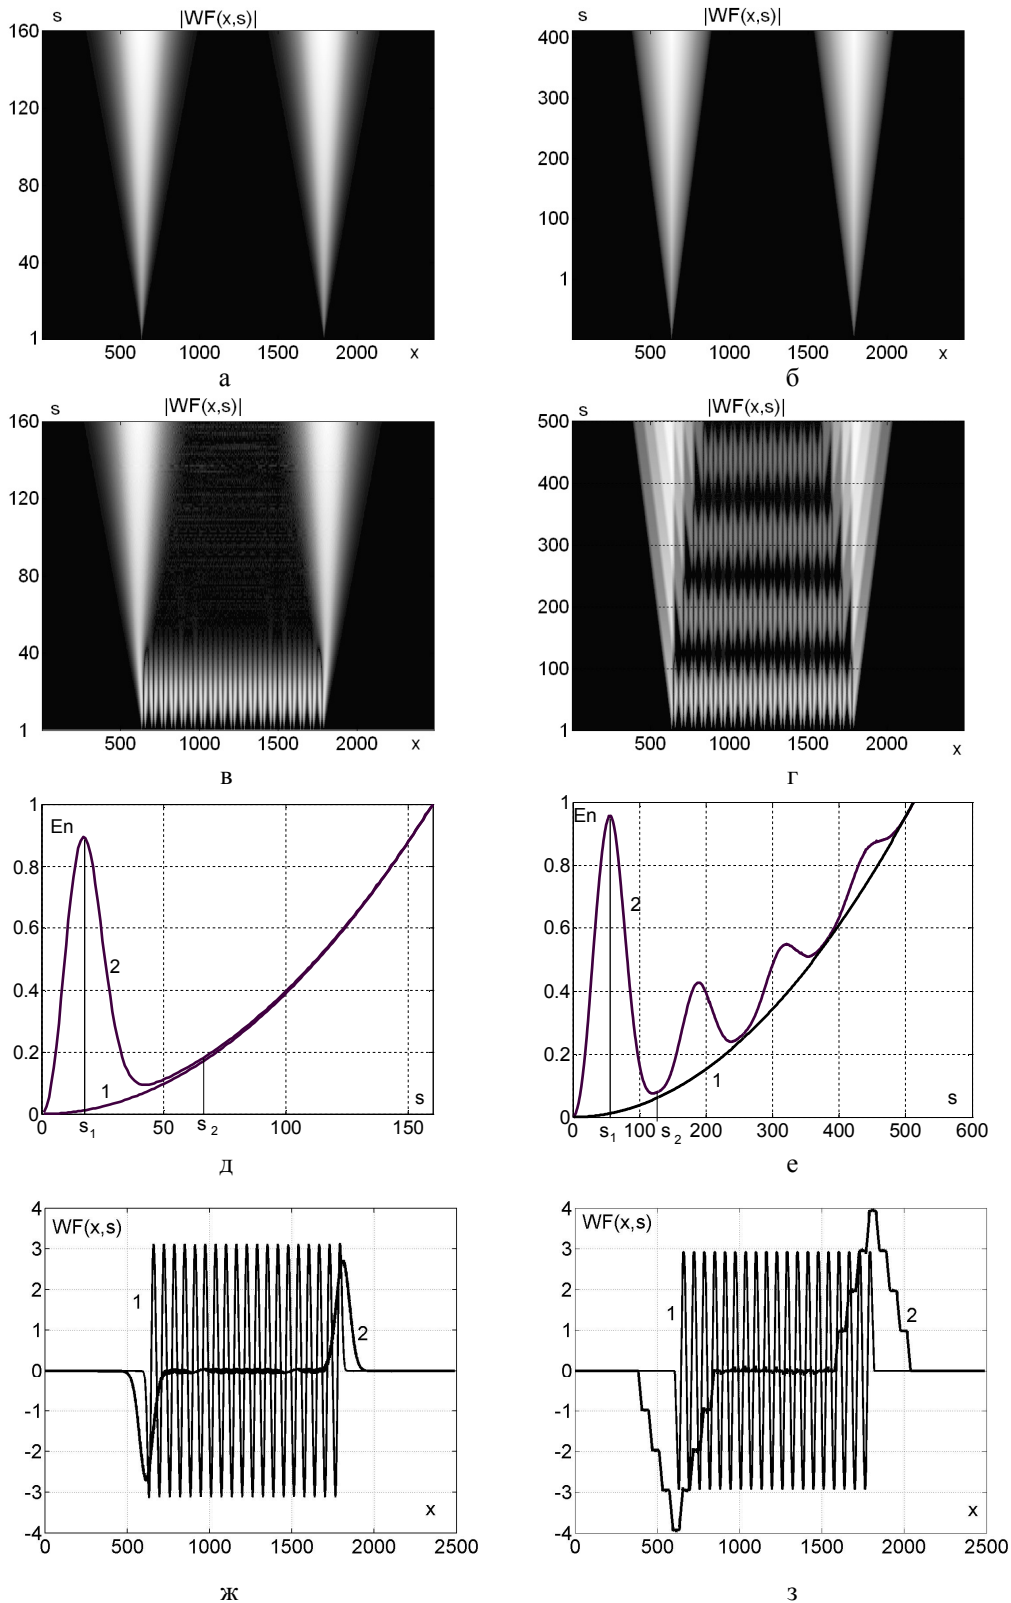 s |WF(x,s)|
160
120
80
40
1
500 1000 1500 2000 x
а
s |WF(x,s)|
400
300
200
100
1
500 1000 1500 2000 x
б
s |WF(x,s)|
160
120
80
40
1
500 1000 1500 2000 x
в
s |WF(x,s)|
500
400
300
200
100
1
500 1000 1500 2000 x
г
1
En
0.8
0.6
0.4
2
0.2
1
s
0
0 s1 50 s2 100 150
д
1
En
0.8
2
0.6
0.4
0.2
1
s
0
0 s1 100 s2 200 300 400 500 600
е
4
WF(x,s)
3
2
1
1
2
0
-1
-2
-3
x
-4
0 500 1000 1500 2000 2500
ж
4
WF(x,s)
3
2
1
2
1
0
-1
-2
-3
x
-4
0 500 1000 1500 2000 2500
з